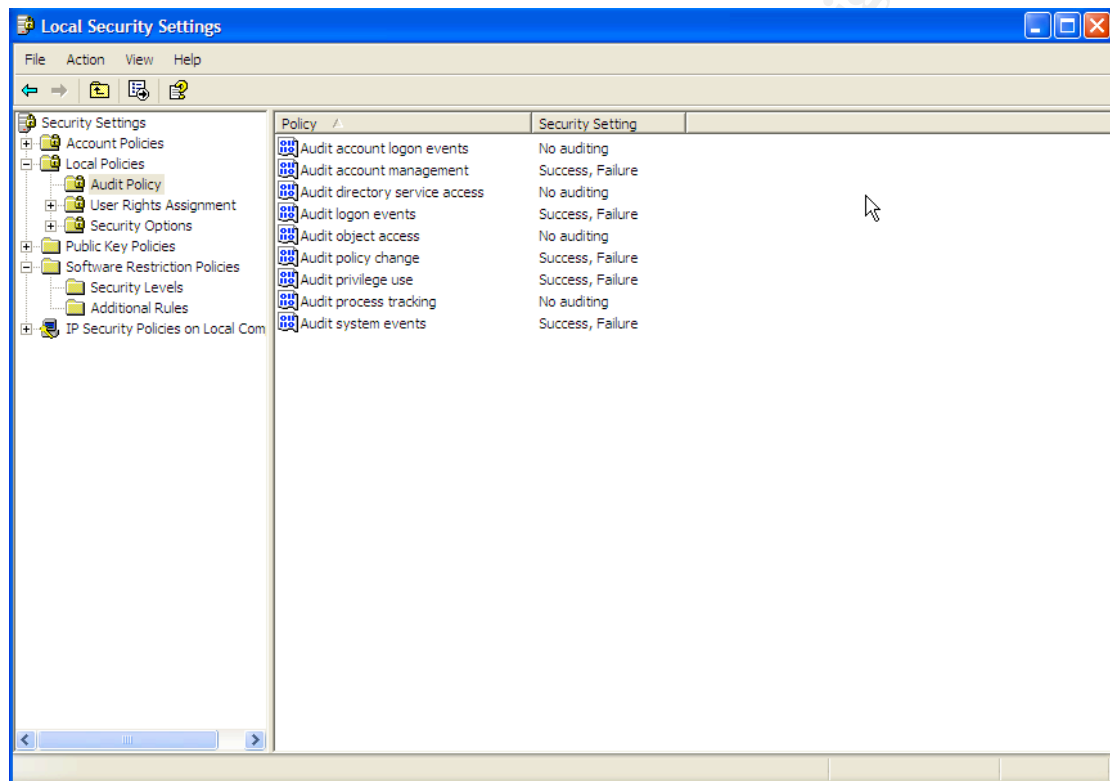 Local Security Settings
File Action View Help
Security Settings
Account Policies
Local Policies
Audit Policy
User Rights Assignment
Security Options
Public Key Policies
Software Restriction Policies
Security Levels
Additional Rules
IP Security Policies on Local Com
Policy Security Setting
Audit account logon events No auditing
Audit account management Success, Failure
Audit directory service access No auditing
Audit logon events Success, Failure
Audit object access No auditing
Audit policy change Success, Failure
Audit privilege use Success, Failure
Audit process tracking No auditing
Audit system events Success, Failure